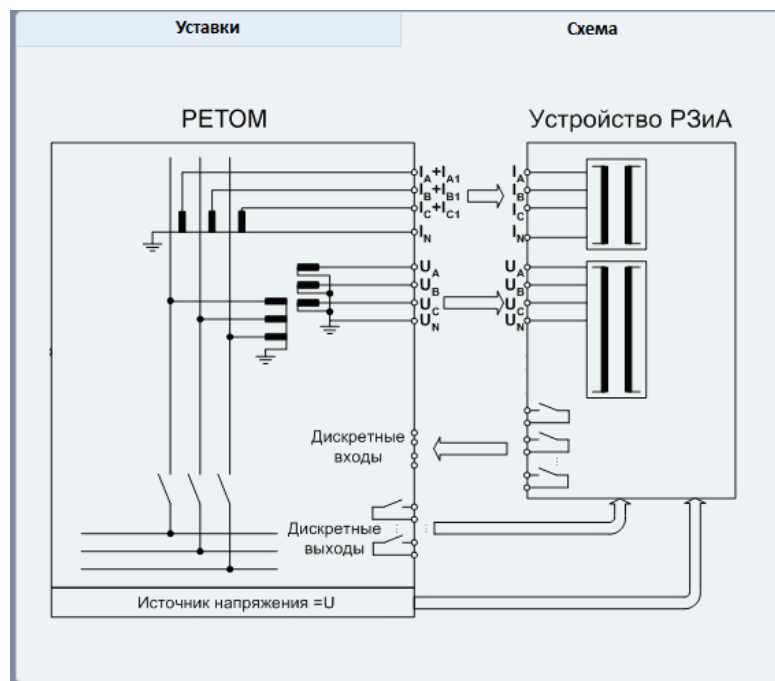 Уставки
Схема
РЕТОМ
Устройство РЗиА
IA+IA1
IB+IB1
IC+IC1
IN
IA
IB
IC
IN
UA
UB
UC
UN
UA
UB
UC
UN
Дискретные
входы
Дискретные
выходы
Источник напряжения =U